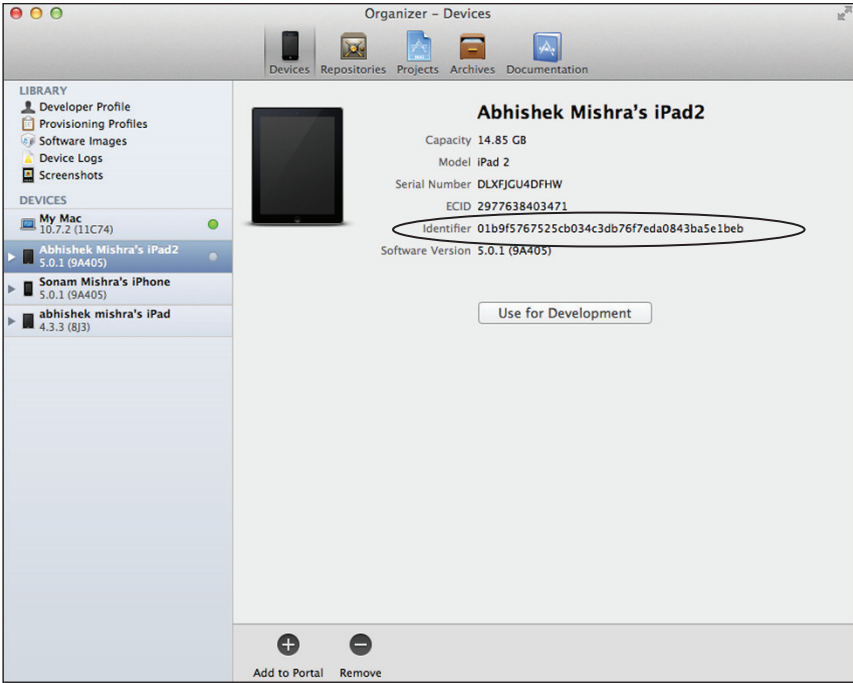 Organizer – Devices
Devices Repositories Projects Archives Documentation
LIBRARY
Developer Profile
Provisioning Profiles
Software Images
Device Logs
Screenshots
DEVICES
My Mac
10.7.2 (11C74)
Abhishek Mishra's iPad2
5.0.1 (9A405)
Sonam Mishra's iPhone
5.0.1 (9A405)
abhishek mishra's iPad
4.3.3 (8J3)
Abhishek Mishra's iPad2
Capacity 14.85 GB
Model iPad 2
Serial Number DLXFJGU4DFHW
ECID 2977638403471
Identifier 01b9f5767525cb034c3db76f7eda0843ba5e1beb
Software Version 5.0.1 (9A405)
Use for Development
Add to Portal Remove